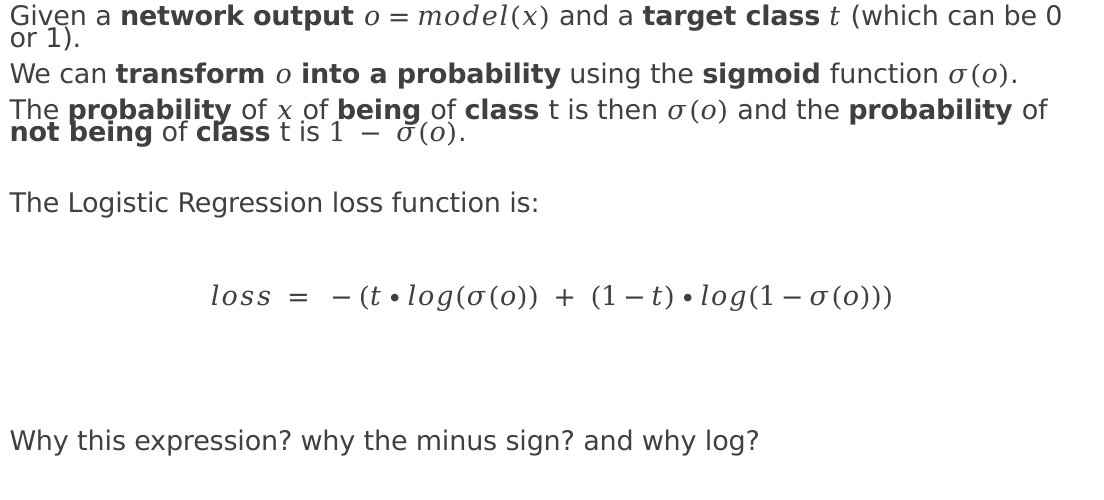 Given a network output o = model(x) and a target class t (which can be 0
or 1).
We can transform o into a probability using the sigmoid function σ(o).
The probability of x of being of class t is then σ(o) and the probability of
not being of class t is 1 − σ(o).
The Logistic Regression loss function is:
loss = −(t • log(σ(o)) + (1 − t) • log(1 − σ(o)))
Why this expression? why the minus sign? and why log?